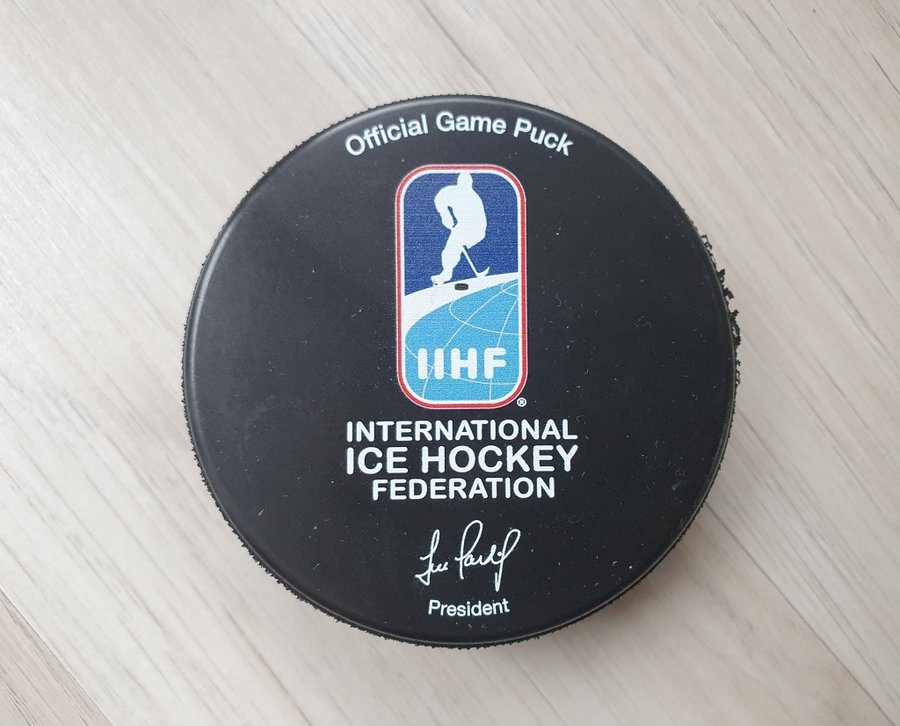 Official Game Puck
IIHF
®
INTERNATIONAL
ICE HOCKEY
FEDERATION
President